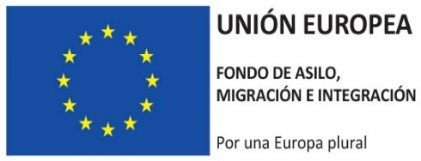 UNIÓN EUROPEA
FONDO DE ASILO,
MIGRACIÓN E INTEGRACIÓN
Por una Europa plural